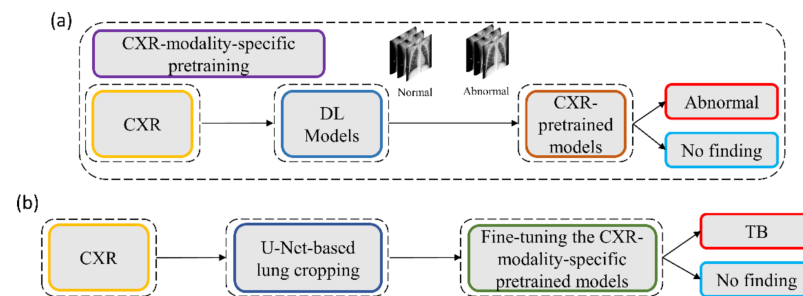 (a)
CXR-modality-specific
pretraining
Normal
Abnormal
CXR
DL
Models
CXR-
pretrained
models
Abnormal
No finding
(b)
CXR
U-Net-based
lung cropping
Fine-tuning the CXR-
modality-specific
pretrained models
TB
No finding